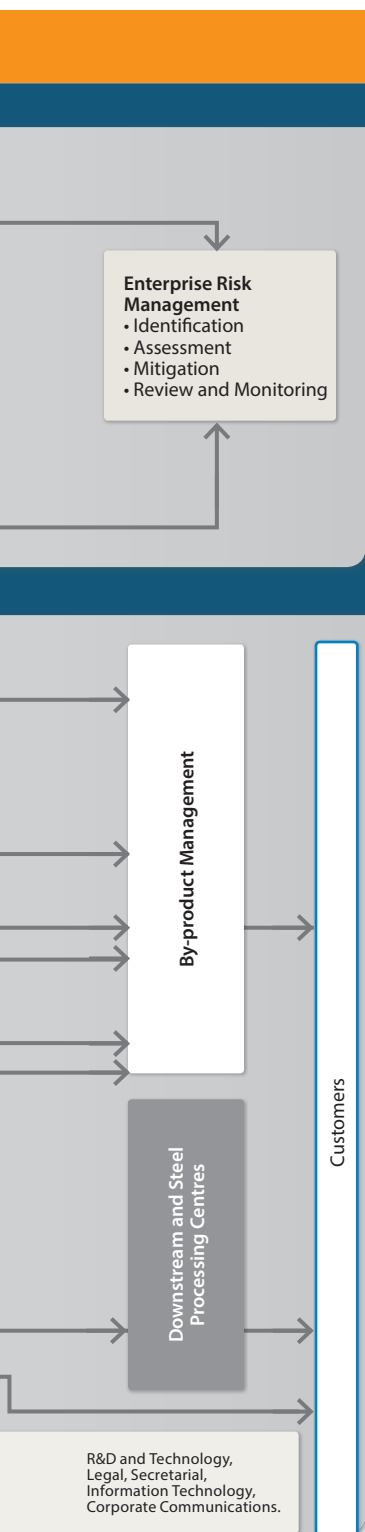 Enterprise Risk
Management
• Identification
• Assessment
• Mitigation
• Review and Monitoring
By-product Management
Customers
Downstream and Steel
Processing Centres
R&D and Technology,
Legal, Secretarial,
Information Technology,
Corporate Communications.